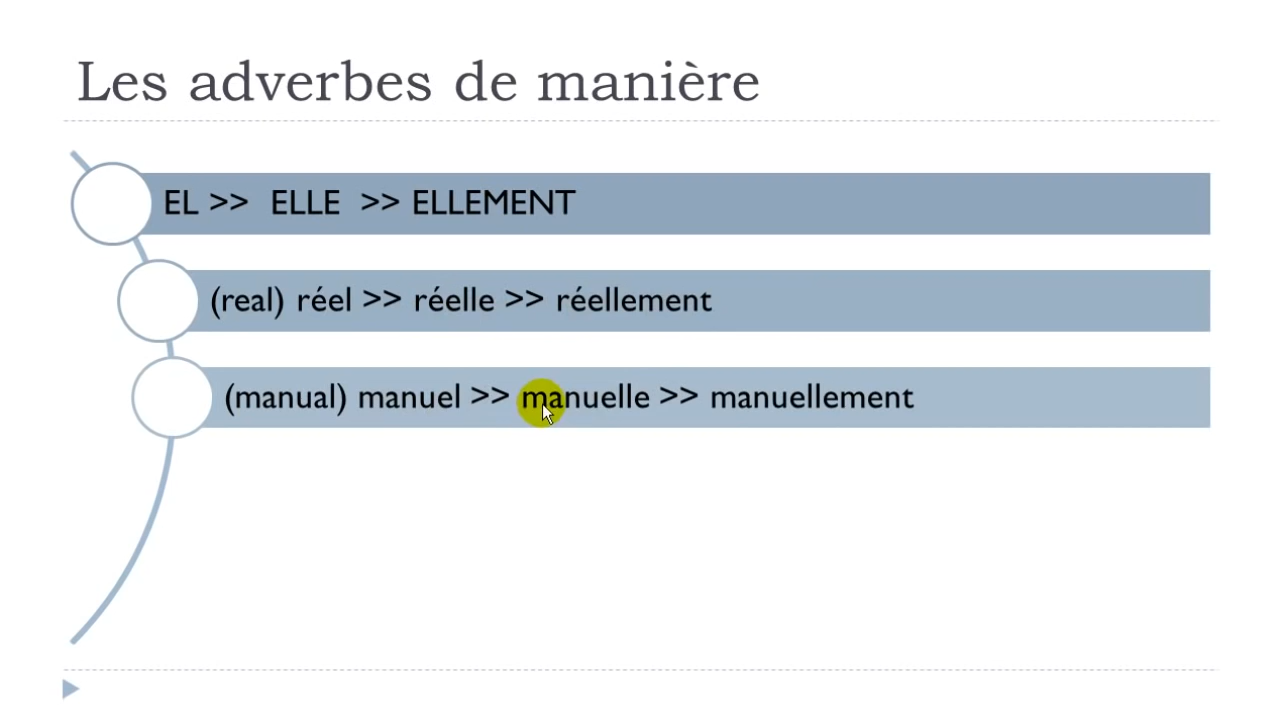 Les adverbes de manière
EL >> ELLE >> ELLEMENT
(real) réel >> réelle >> réellement
(manual) manuel >> manuelle >> manuellement